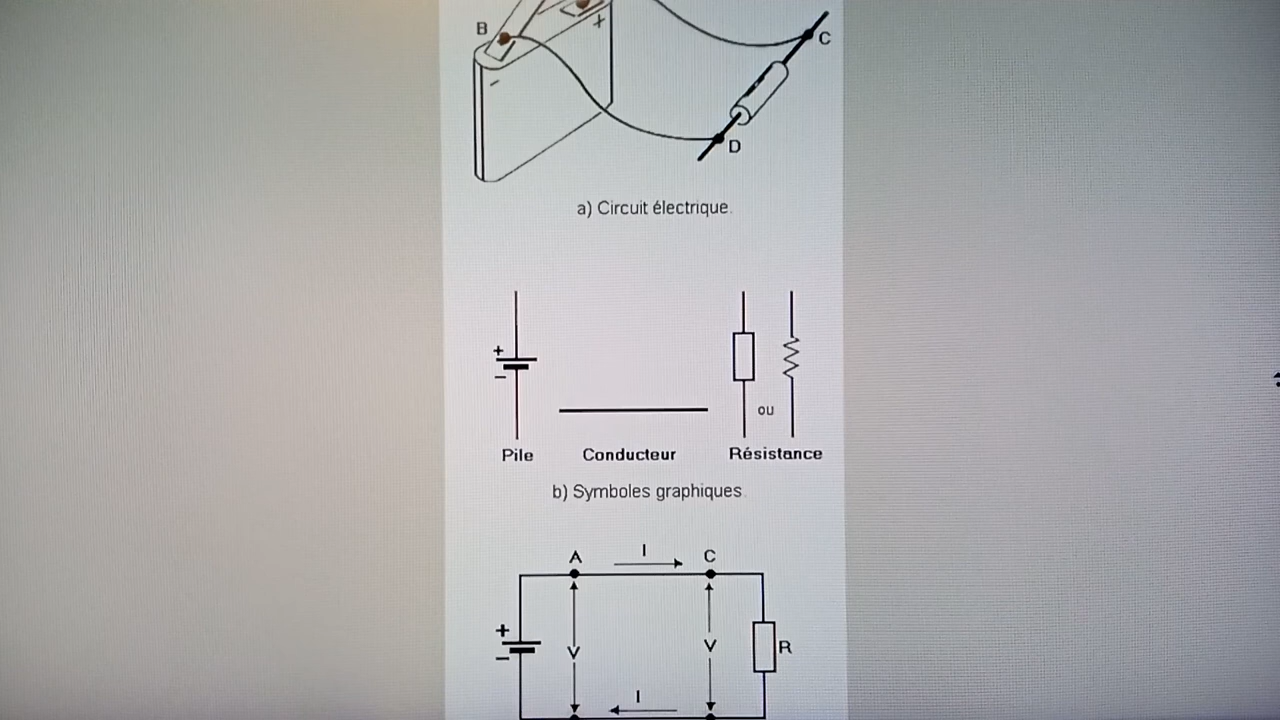 B
+
C
−
D
a) Circuit électrique.
+
−
ou
Pile Conducteur Résistance
b) Symboles graphiques.
A I C
+
−
V V R
I